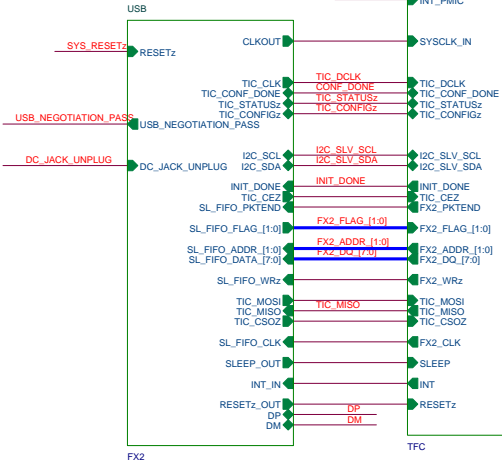 INT_PMIC
USB
SYS_RESETz
RESETz
CLKOUT
SYSCLK_IN
TIC_CLK
TIC_DCLK
TIC_DCLK
TIC_CONF_DONE
CONF_DONE
TIC_CONF_DONE
TIC_STATUSz
TIC_STATUSz
TIC_STATUSz
TIC_CONFIGz
TIC_CONFIGz
TIC_CONFIGz
USB_NEGOTIATION_PASS
USB_NEGOTIATION_PASS
DC_JACK_UNPLUG
DC_JACK_UNPLUG
I2C_SCL
I2C_SLV_SCL
I2C_SLV_SCL
I2C_SDA
I2C_SLV_SDA
I2C_SLV_SDA
INIT_DONE
INIT_DONE
INIT_DONE
TIC_CEZ
TIC_CEZ
SL_FIFO_PKTEND
FX2_PKTEND
SL_FIFO_FLAG_[1:0]
FX2_FLAG_[1:0]
FX2_FLAG_[1:0]
SL_FIFO_ADDR_[1:0]
FX2_ADDR_[1:0]
FX2_ADDR_[1:0]
SL_FIFO_DATA_[7:0]
FX2_DQ_[7:0]
FX2_DQ_[7:0]
SL_FIFO_WRz
FX2_WRz
TIC_MOSI
TIC_MOSI
TIC_MISO
TIC_MISO
TIC_MISO
TIC_CSOZ
TIC_CSOZ
SL_FIFO_CLK
FX2_CLK
SLEEP_OUT
SLEEP
INT_IN
INT
RESETz_OUT
RESETz
DP
DP
DM
DM
FX2
TFC